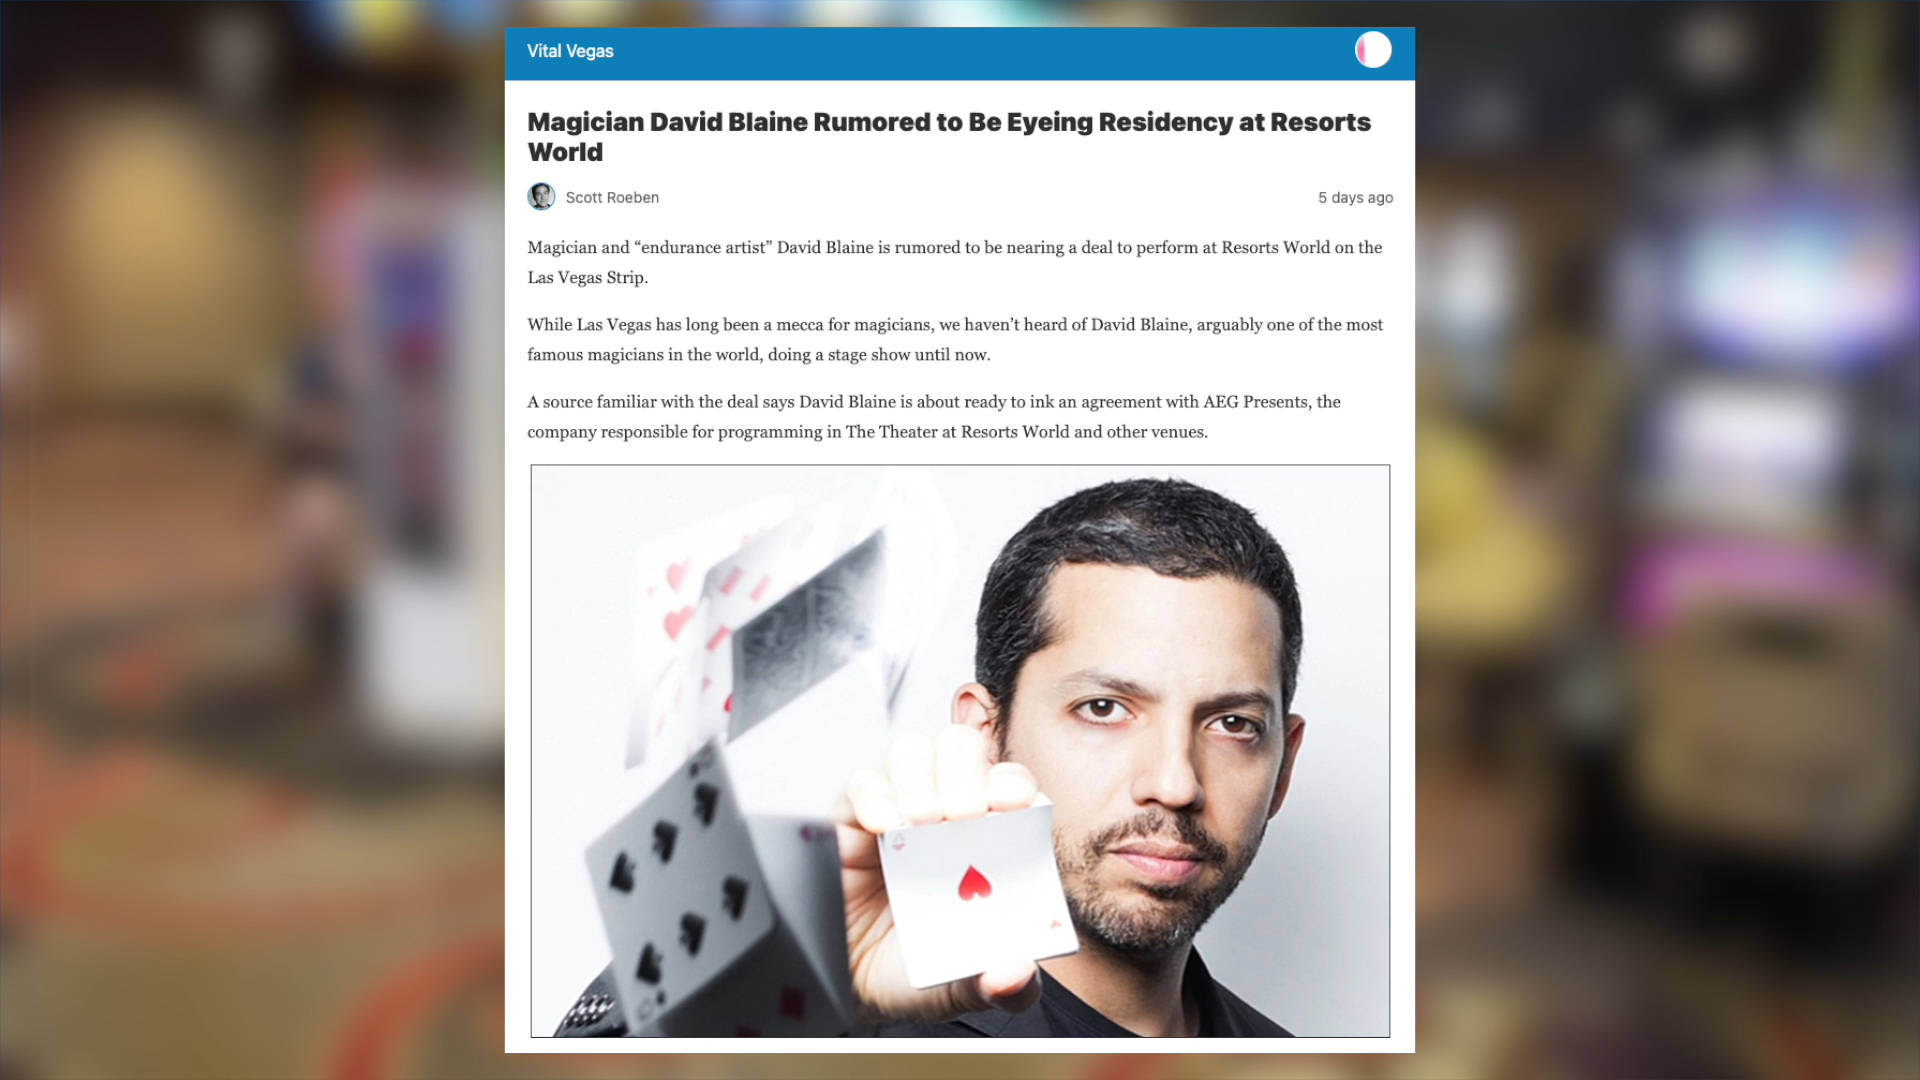 Vital Vegas
Magician David Blaine Rumored to Be Eyeing Residency at Resorts
World
Scott Roeben
5 days ago
Magician and “endurance artist” David Blaine is rumored to be nearing a deal to perform at Resorts World on the
Las Vegas Strip.
While Las Vegas has long been a mecca for magicians, we haven’t heard of David Blaine, arguably one of the most
famous magicians in the world, doing a stage show until now.
A source familiar with the deal says David Blaine is about ready to ink an agreement with AEG Presents, the
company responsible for programming in The Theater at Resorts World and other venues.